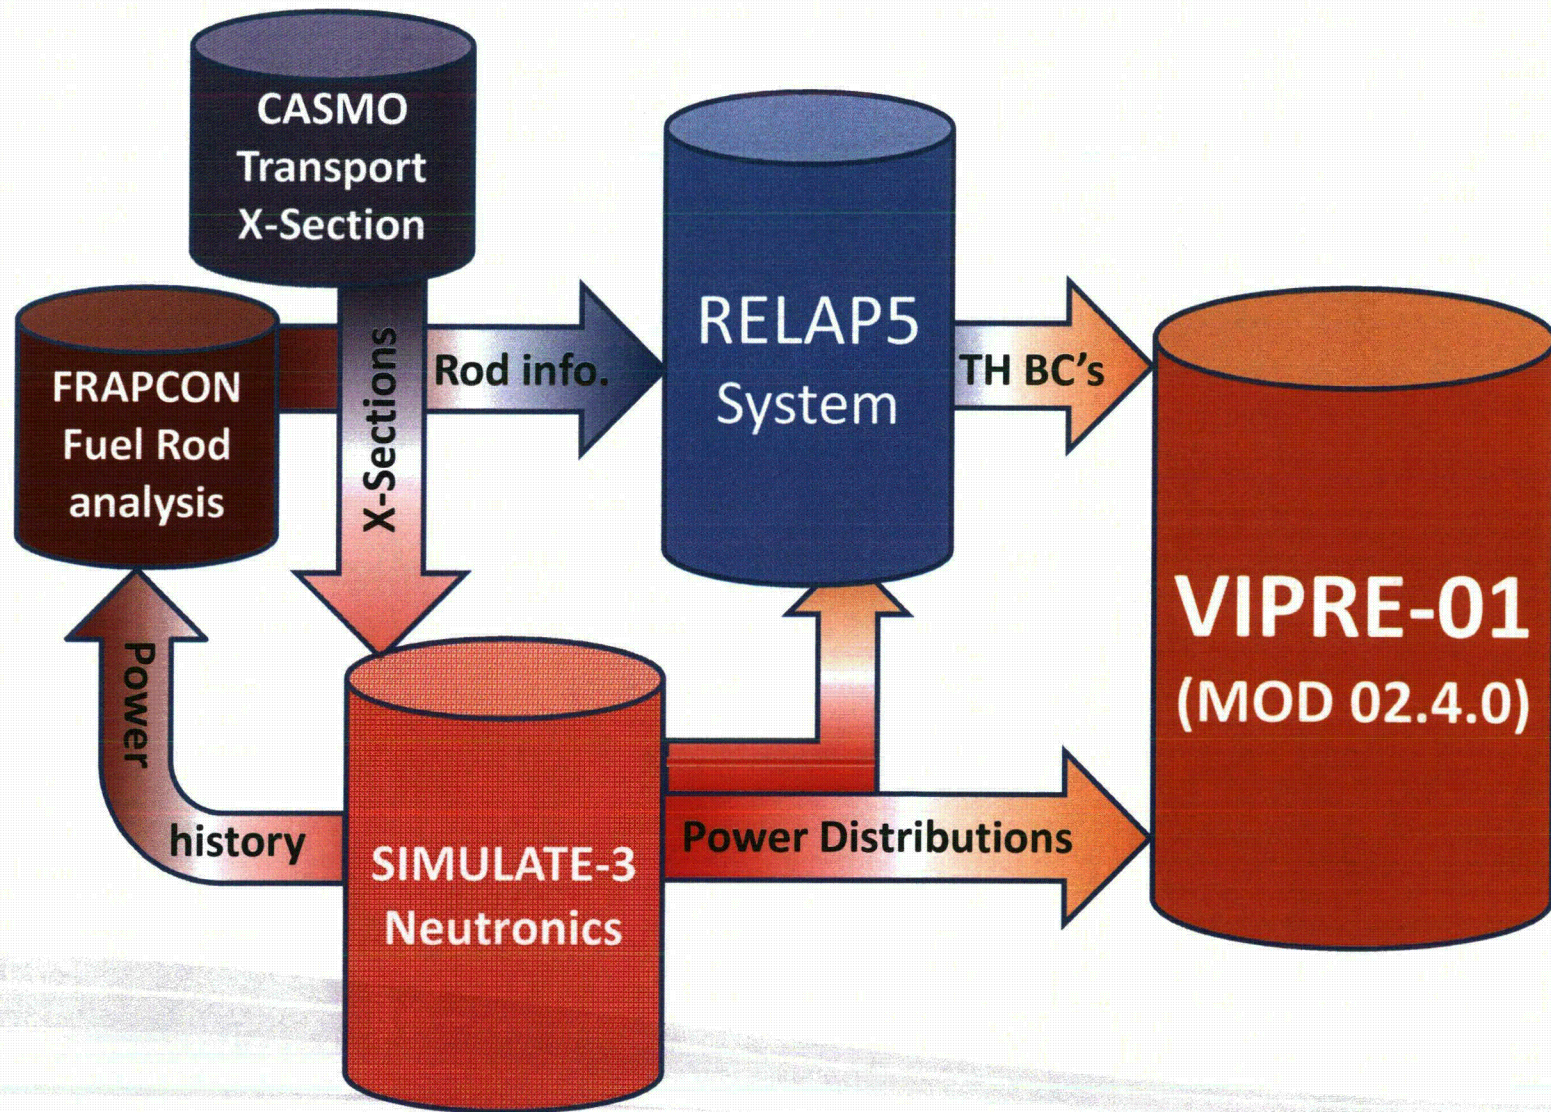 CASMO
Transport
X-Section
FRAPCON
Fuel Rod
analysis
X-Sections
Rod info.
RELAP5
System
TH BC's
VIPRE-01
(MOD 02.4.0)
Power
history
SIMULATE-3
Neutronics
Power Distributions